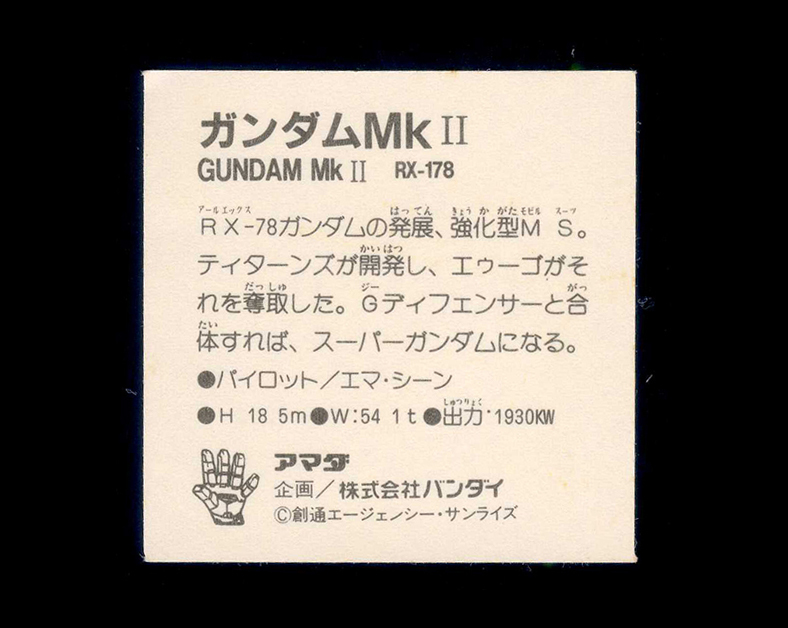 ガンダムMkⅡ
GUNDAM MkⅡ RX-178
アールエックス はってん きょう か がた モビル スーツ
RX-78ガンダムの発展、強化型MS。
かいはつ
ティターンズが開発し、エゥーゴがそ
だっしゅ ジー がっ
れを奪取した。Gディフェンサーと合
たい
体すれば、スーパーガンダムになる。
●パイロット/エマ・シーン
しゅつりょく
●H 18 5m●W:54 1t●出力・1930KW
アマダ
企画/株式会社バンダイ
©創通エージェンシー・サンライズ